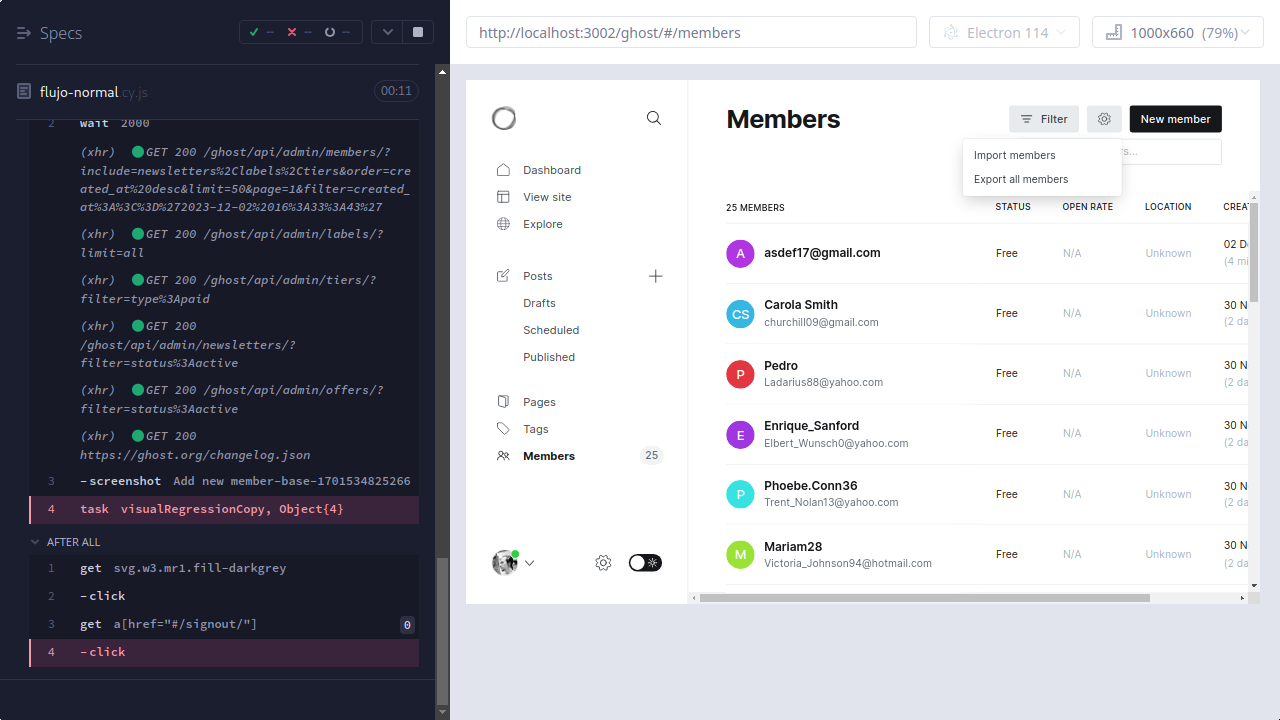 Specs
--
--
--
http://localhost:3002/ghost/#/members
Electron 114
1000x660 (79%)
flujo-normal.cy.js
00:11
2 wait 2000
(xhr) GET 200 /ghost/api/admin/members/?
include=newsletters%2Clabels%2Ctiers&order=cre
ated_at%20desc&limit=50&page=1&filter=created_
at%3A%3C%3D%272023-12-02%2016%3A33%3A43%27
(xhr) GET 200 /ghost/api/admin/labels/?
limit=all
(xhr) GET 200 /ghost/api/admin/tiers/?
filter=type%3Apaid
(xhr) GET 200
/ghost/api/admin/newsletters/?
filter=status%3Aactive
(xhr) GET 200 /ghost/api/admin/offers/?
filter=status%3Aactive
(xhr) GET 200
https://ghost.org/changelog.json
3 -screenshot Add new member-base-1701534825266
4 task visualRegressionCopy, Object{4}
AFTER ALL
1 get svg.w3.mr1.fill-darkgrey
2 -click
3 get a[href="#/signout/"] 0
4 -click
Dashboard
View site
Explore
Posts
Drafts
Scheduled
Published
Pages
Tags
Members 25
Members
Filter
New member
Import members
Export all members
25 MEMBERS STATUS OPEN RATE LOCATION CREA
A asdef17@gmail.com Free N/A Unknown 02 D
(4 mi
CS Carola Smith
churchill09@gmail.com Free N/A Unknown 30 N
(2 da
P Pedro
Ladarius88@yahoo.com Free N/A Unknown 30 N
(2 da
E Enrique_Sanford
Elbert_Wunsch0@yahoo.com Free N/A Unknown 30 N
(2 da
P Phoebe.Conn36
Trent_Nolan13@yahoo.com Free N/A Unknown 30 N
(2 da
M Mariam28
Victoria_Johnson94@hotmail.com Free N/A Unknown 30 N
(2 da